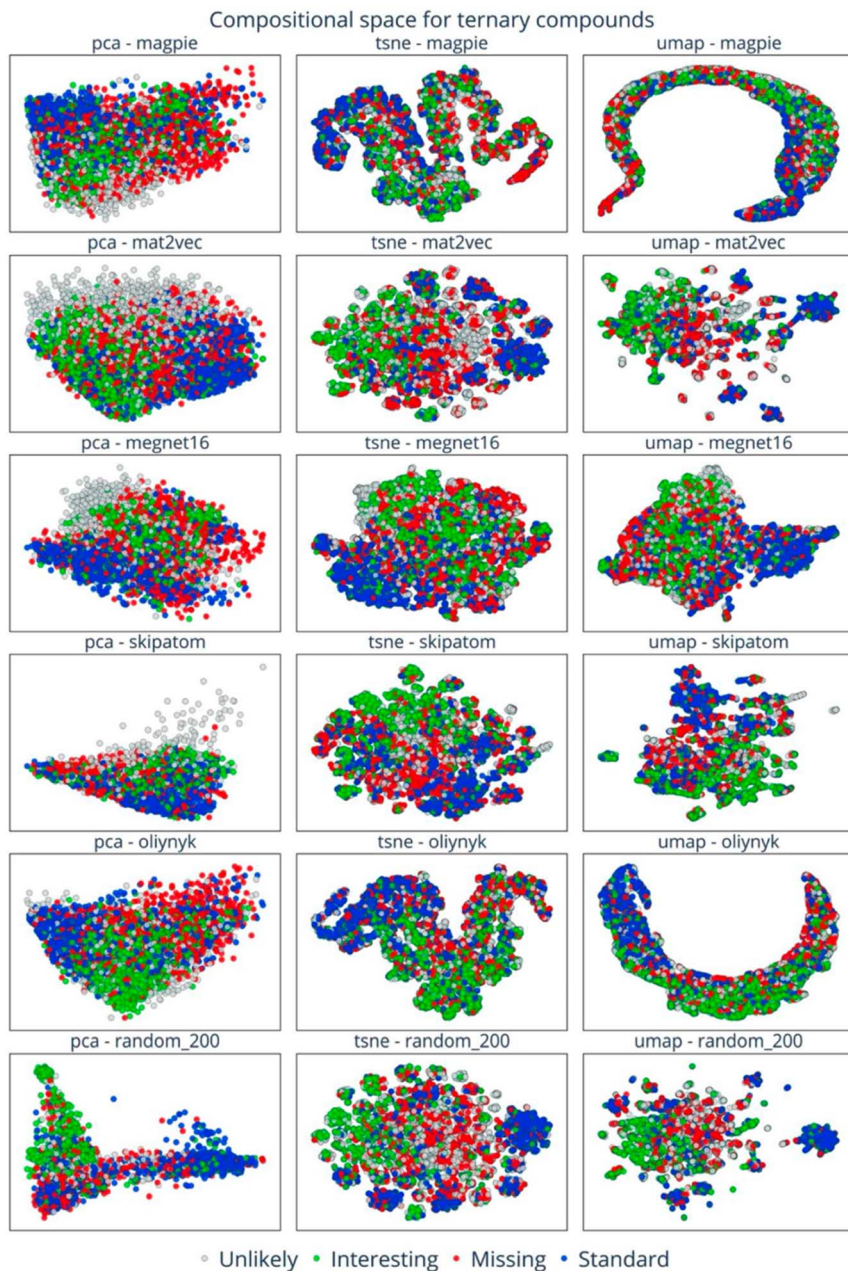 Compositional space for ternary compounds
pca - magpie
tsne - magpie
umap - magpie
pca - mat2vec
tsne - mat2vec
umap - mat2vec
pca - megnet16
tsne - megnet16
umap - megnet16
pca - skipatom
tsne - skipatom
umap - skipatom
pca - oliynyk
tsne - oliynyk
umap - oliynyk
pca - random_200
tsne - random_200
umap - random_200
Unlikely Interesting Missing Standard